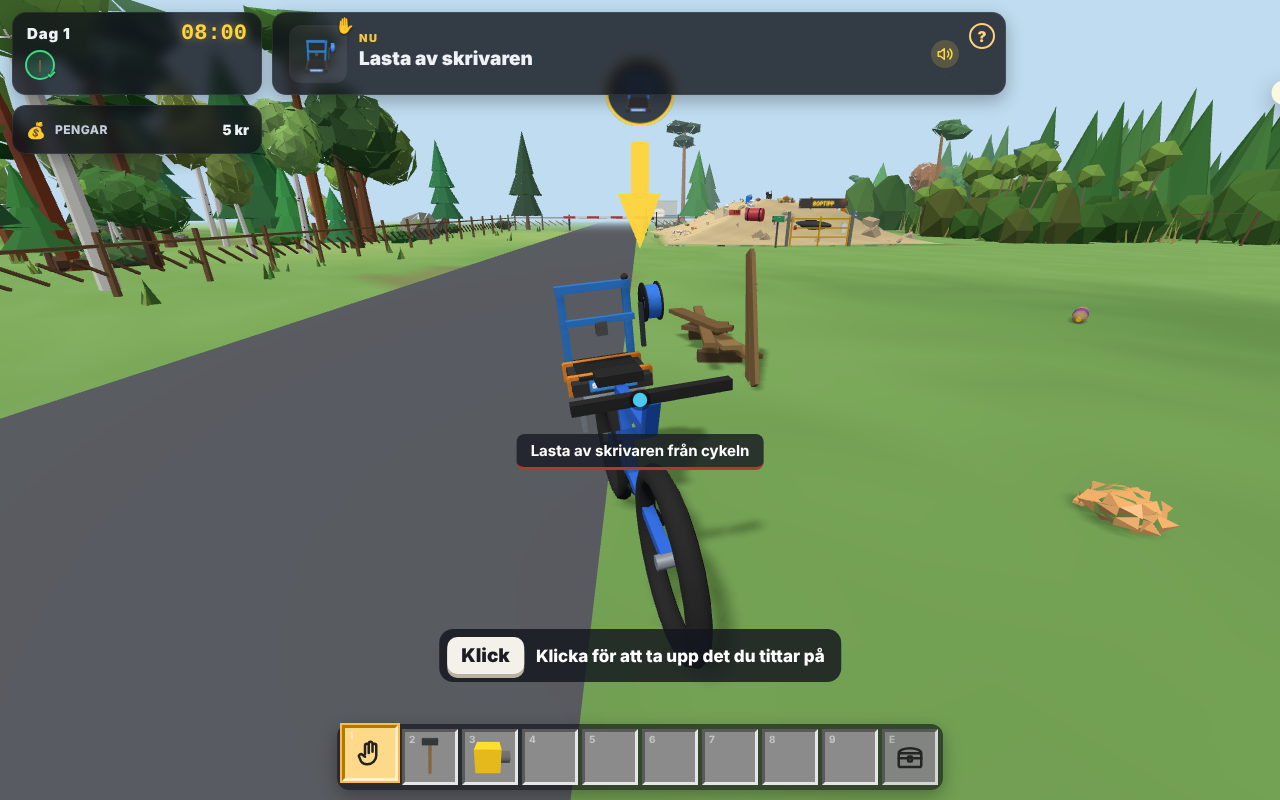 Dag 1
08:00
NU
Lasta av skrivaren
?
PENGAR
5 kr
SOPTIPP
Lasta av skrivaren från cykeln
Klick
Klicka för att ta upp det du tittar på
1
2
3
4
5
6
7
8
9
E